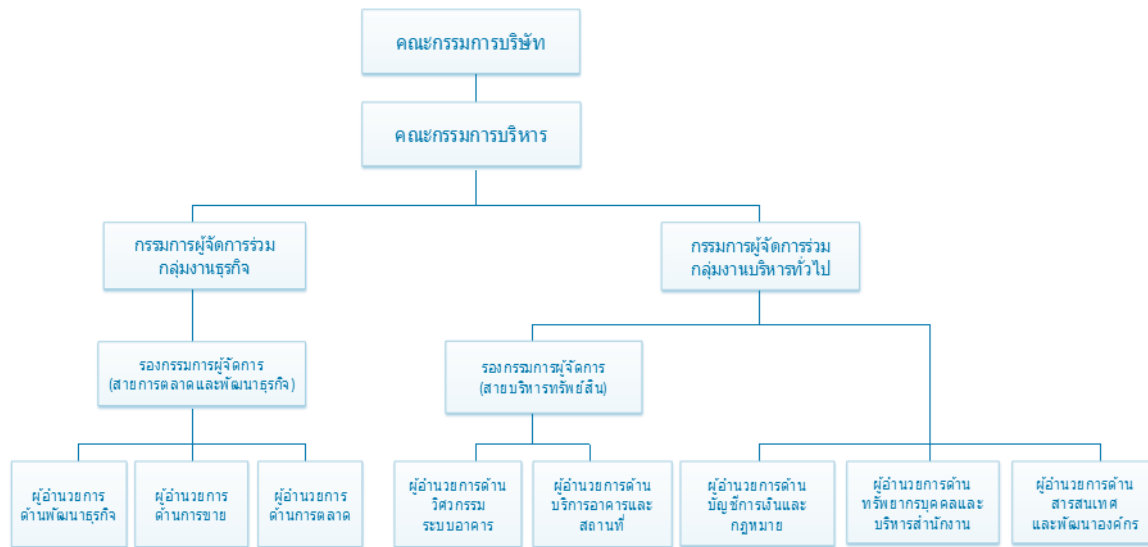 คณะกรรมการบริษัท
คณะกรรมการบริหาร
กรรมการผู้จัดการร่วม
กลุ่มงานธุรกิจ
กรรมการผู้จัดการร่วม
กลุ่มงานบริหารทั่วไป
รองกรรมการผู้จัดการ
(สายการตลาดและพัฒนาธุรกิจ)
รองกรรมการผู้จัดการ
(สายบริหารทรัพย์สิน)
ผู้อำนวยการ
ด้านพัฒนาธุรกิจ
ผู้อำนวยการ
ด้านการขาย
ผู้อำนวยการ
ด้านการตลาด
ผู้อำนวยการด้าน
วิศวกรรม
ระบบอาคาร
ผู้อำนวยการด้าน
บริการอาคารและ
สถานที่
ผู้อำนวยการด้าน
บัญชีการเงินและ
กฎหมาย
ผู้อำนวยการด้าน
ทรัพยากรบุคคลและ
บริหารสำนักงาน
ผู้อำนวยการด้าน
สารสนเทศ
และพัฒนาองค์กร